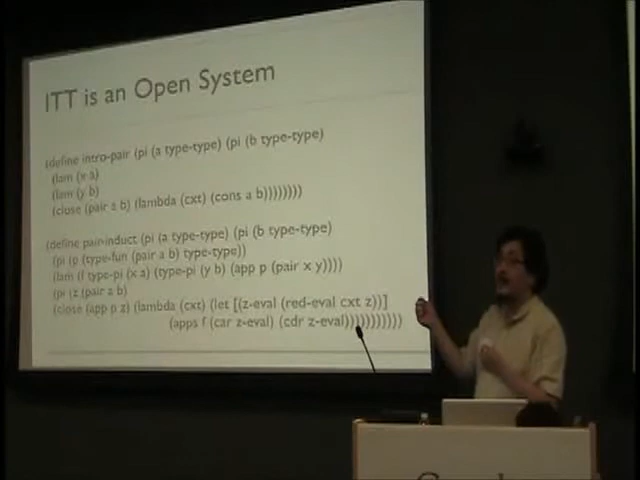 ITT is an Open System
(define intro-pair (pi (a type-type) (pi (b type-type)
(lam (x a)
(lam (y b)
(close (pair a b) (lambda (cxt) (cons a b))))))))
(define pair-induct (pi (a type-type) (pi (b type-type)
(pi (p (type-fun (pair a b) type-type))
(lam (f type-pi (x a) (type-pi (y b) (app p (pair x y))))
(pi (z (pair a b)
(close (app p z) (lambda (cxt) (let [(z-eval (red-eval cxt z))]
(apps f (car z-eval) (cdr z-eval)))))))))))